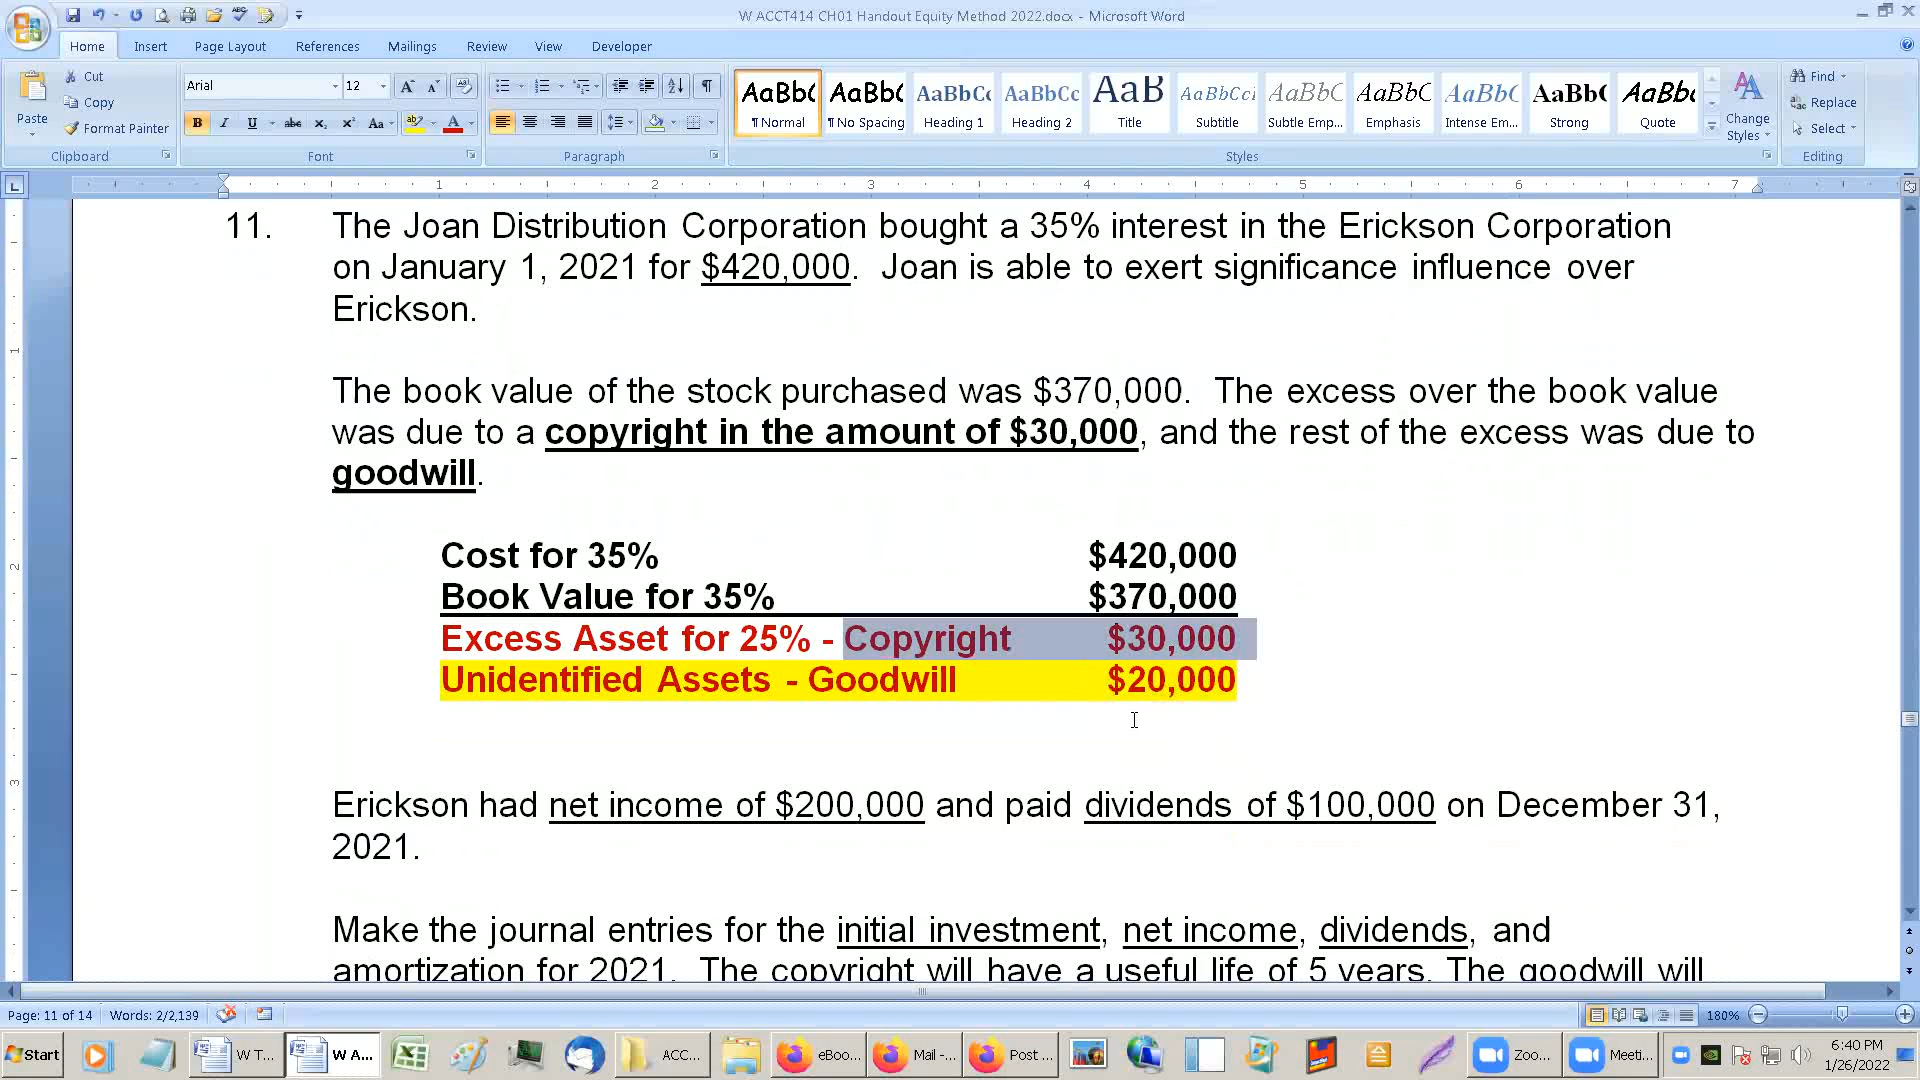 W ACCT414 CH01 Handout Equity Method 2022.docx - Microsoft Word
Home Insert Page Layout References Mailings Review View Developer
Paste
Cut
Copy
Format Painter
Clipboard
Arial 12
Font
Paragraph
AaBbC ¶ Normal
AaBbC ¶ No Spacing
AaBbCc Heading 1
AaBbCc Heading 2
AaB Title
AaBbCcI Subtitle
AaBbC Subtle Emp...
AaBbC Emphasis
AaBbC Intense Em...
AaBbC Strong
AaBbC Quote
Styles
Change Styles
Find
Replace
Select
Editing
1 2 3 4 5 6 7
11. The Joan Distribution Corporation bought a 35% interest in the Erickson Corporation
on January 1, 2021 for $420,000. Joan is able to exert significance influence over
Erickson.
The book value of the stock purchased was $370,000. The excess over the book value
was due to a copyright in the amount of $30,000, and the rest of the excess was due to
goodwill.
Cost for 35% $420,000
Book Value for 35% $370,000
Excess Asset for 25% - Copyright $30,000
Unidentified Assets - Goodwill $20,000
Erickson had net income of $200,000 and paid dividends of $100,000 on December 31,
2021.
Make the journal entries for the initial investment, net income, dividends, and
amortization for 2021. The copyright will have a useful life of 5 years. The goodwill will
Page: 11 of 14 Words: 2/2,139 180%
Start W T... W A... ACC... eBoo... Mail -... Post ... Zoo... Meeti...
6:40 PM
1/26/2022